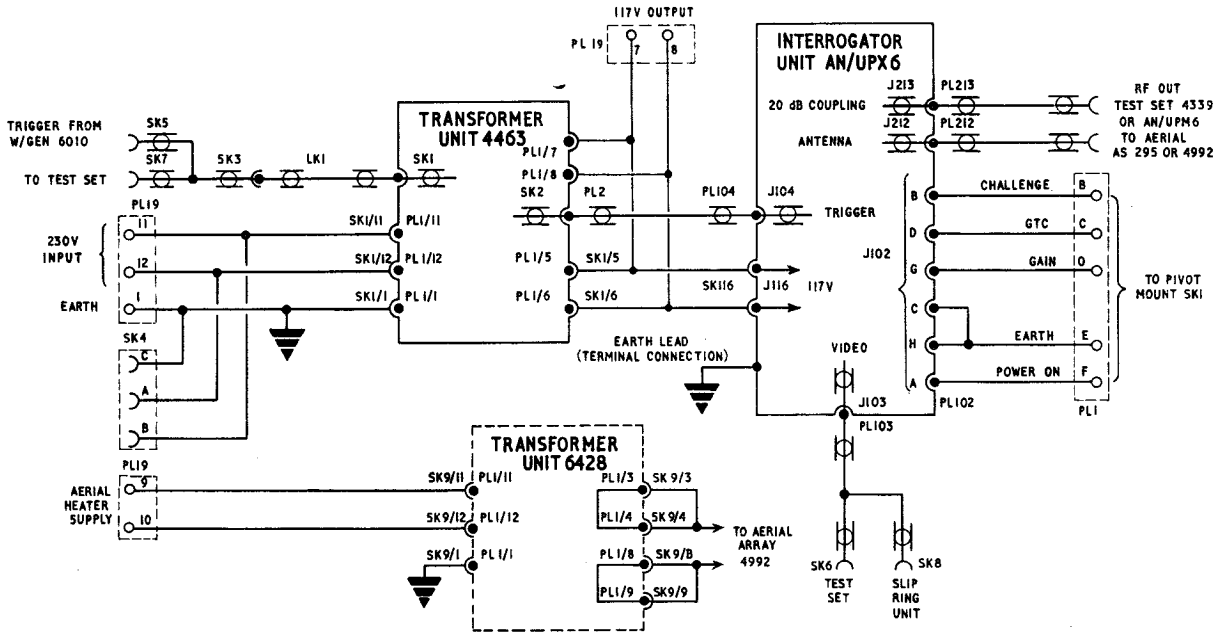 117V OUTPUT
PL 19
7
8
INTERROGATOR
UNIT AN/UPX6
J213
PL213
20 dB COUPLING
RF OUT
TEST SET 4339
OR AN/UPM6
J212
PL212
ANTENNA
TO AERIAL
AS 295 OR 4992
TRANSFORMER
UNIT 4463
TRIGGER FROM
W/GEN 6010
SK5
SK7
SK3
LK1
SK1
TO TEST SET
PL1/7
PL1/8
SK2
PL2
PL104
J104
TRIGGER
PL19
11
12
1
230V
INPUT
EARTH
SK1/11
PL1/11
SK1/12
PL1/12
SK1/1
PL1/1
PL1/5
SK1/5
PL1/6
SK1/6
SK116
J116
117V
J102
B
D
G
C
H
A
CHALLENGE
GTC
GAIN
EARTH
POWER ON
B
C
O
E
F
PL102
PL1
TO PIVOT
MOUNT SK1
SK4
C
A
B
EARTH LEAD
(TERMINAL CONNECTION)
VIDEO
J103
PL103
TRANSFORMER
UNIT 6428
PL19
9
10
AERIAL
HEATER
SUPPLY
SK9/11
PL1/11
SK9/12
PL1/12
SK9/1
PL1/1
PL1/3
SK9/3
PL1/4
SK9/4
PL1/8
SK9/B
PL1/9
SK9/9
TO AERIAL
ARRAY
4992
SK6
TEST
SET
SK8
SLIP
RING
UNIT